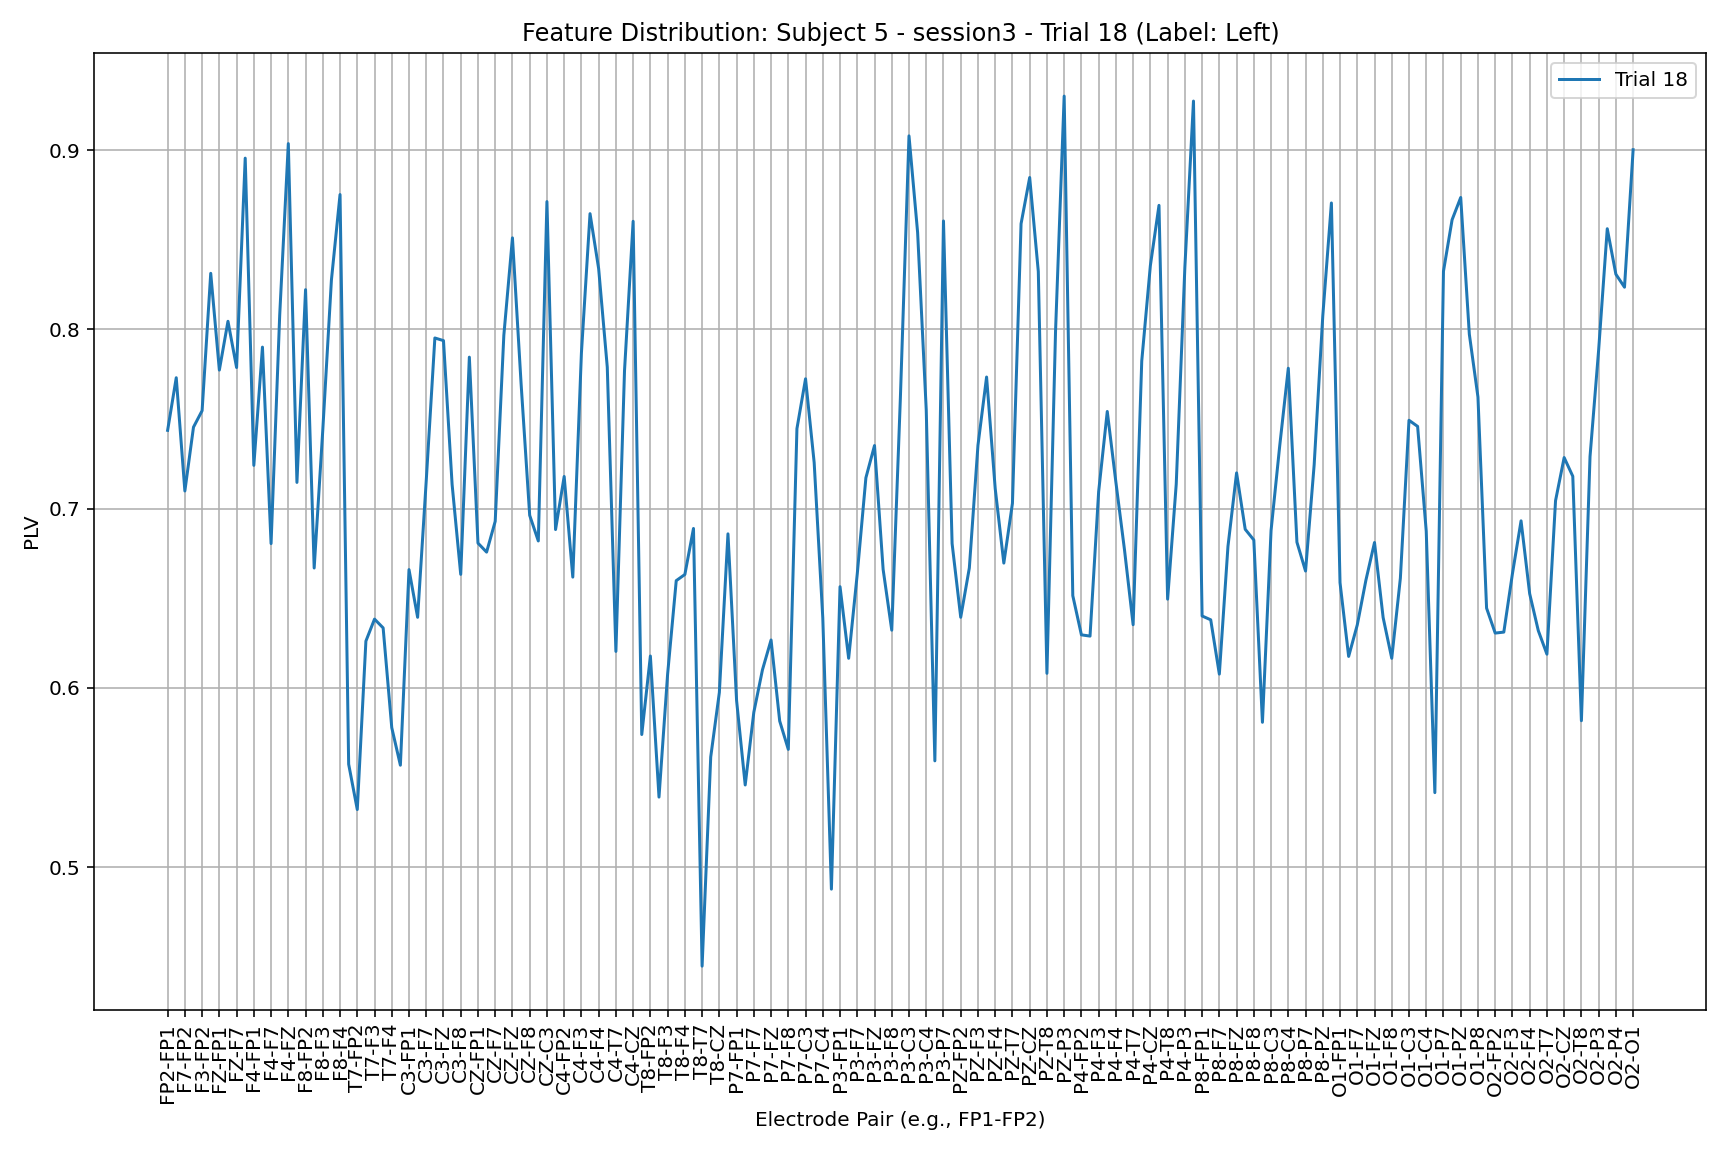 Feature Distribution: Subject 5 - session3 - Trial 18 (Label: Left)
Trial 18
PLV
0.9
0.8
0.7
0.6
0.5
FP2-FP1
F7-FP2
F3-FP2
FZ-FP1
FZ-F7
F4-FP1
F4-F7
F4-FZ
F8-FP2
F8-F3
F8-F4
T7-FP2
T7-F3
T7-F4
C3-FP1
C3-F7
C3-FZ
C3-F8
CZ-FP1
CZ-F7
CZ-FZ
CZ-F8
CZ-C3
C4-FP2
C4-F3
C4-F4
C4-T7
C4-CZ
T8-FP2
T8-F3
T8-F4
T8-T7
T8-CZ
P7-FP1
P7-F7
P7-FZ
P7-F8
P7-C3
P7-C4
P3-FP1
P3-F7
P3-FZ
P3-F8
P3-C3
P3-C4
P3-P7
PZ-FP2
PZ-F3
PZ-F4
PZ-T7
PZ-CZ
PZ-T8
PZ-P3
P4-FP2
P4-F3
P4-F4
P4-T7
P4-CZ
P4-T8
P4-P3
P8-FP1
P8-F7
P8-FZ
P8-F8
P8-C3
P8-C4
P8-P7
P8-PZ
O1-FP1
O1-F7
O1-FZ
O1-F8
O1-C3
O1-C4
O1-P7
O1-PZ
O1-P8
O2-FP2
O2-F3
O2-F4
O2-T7
O2-CZ
O2-T8
O2-P3
O2-P4
O2-O1
Electrode Pair (e.g., FP1-FP2)